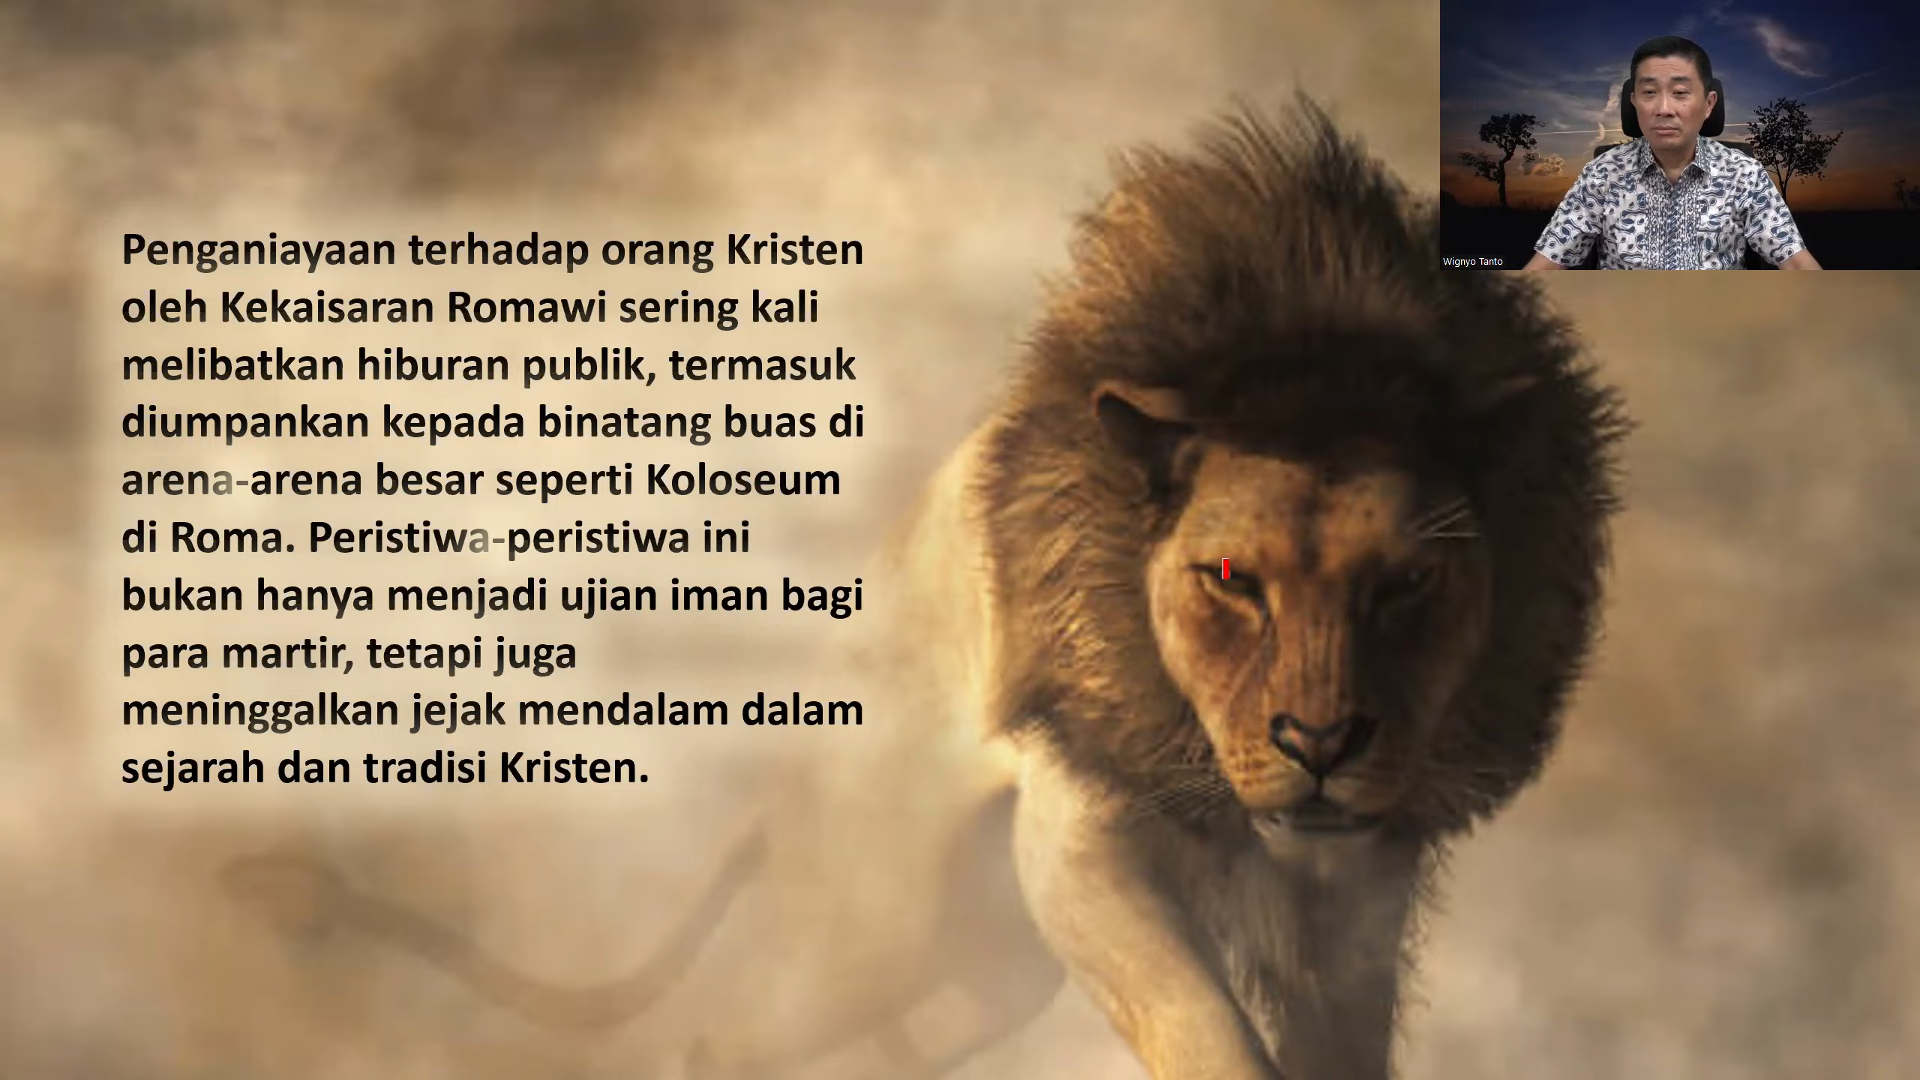 Penganiayaan terhadap orang Kristen
oleh Kekaisaran Romawi sering kali
melibatkan hiburan publik, termasuk
diumpankan kepada binatang buas di
arena-arena besar seperti Koloseum
di Roma. Peristiwa-peristiwa ini
bukan hanya menjadi ujian iman bagi
para martir, tetapi juga
meninggalkan jejak mendalam dalam
sejarah dan tradisi Kristen.
Wignyo Tanto